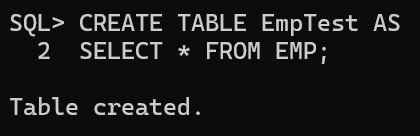 SQL> CREATE TABLE EmpTest AS
  2  SELECT * FROM EMP;
Table created.